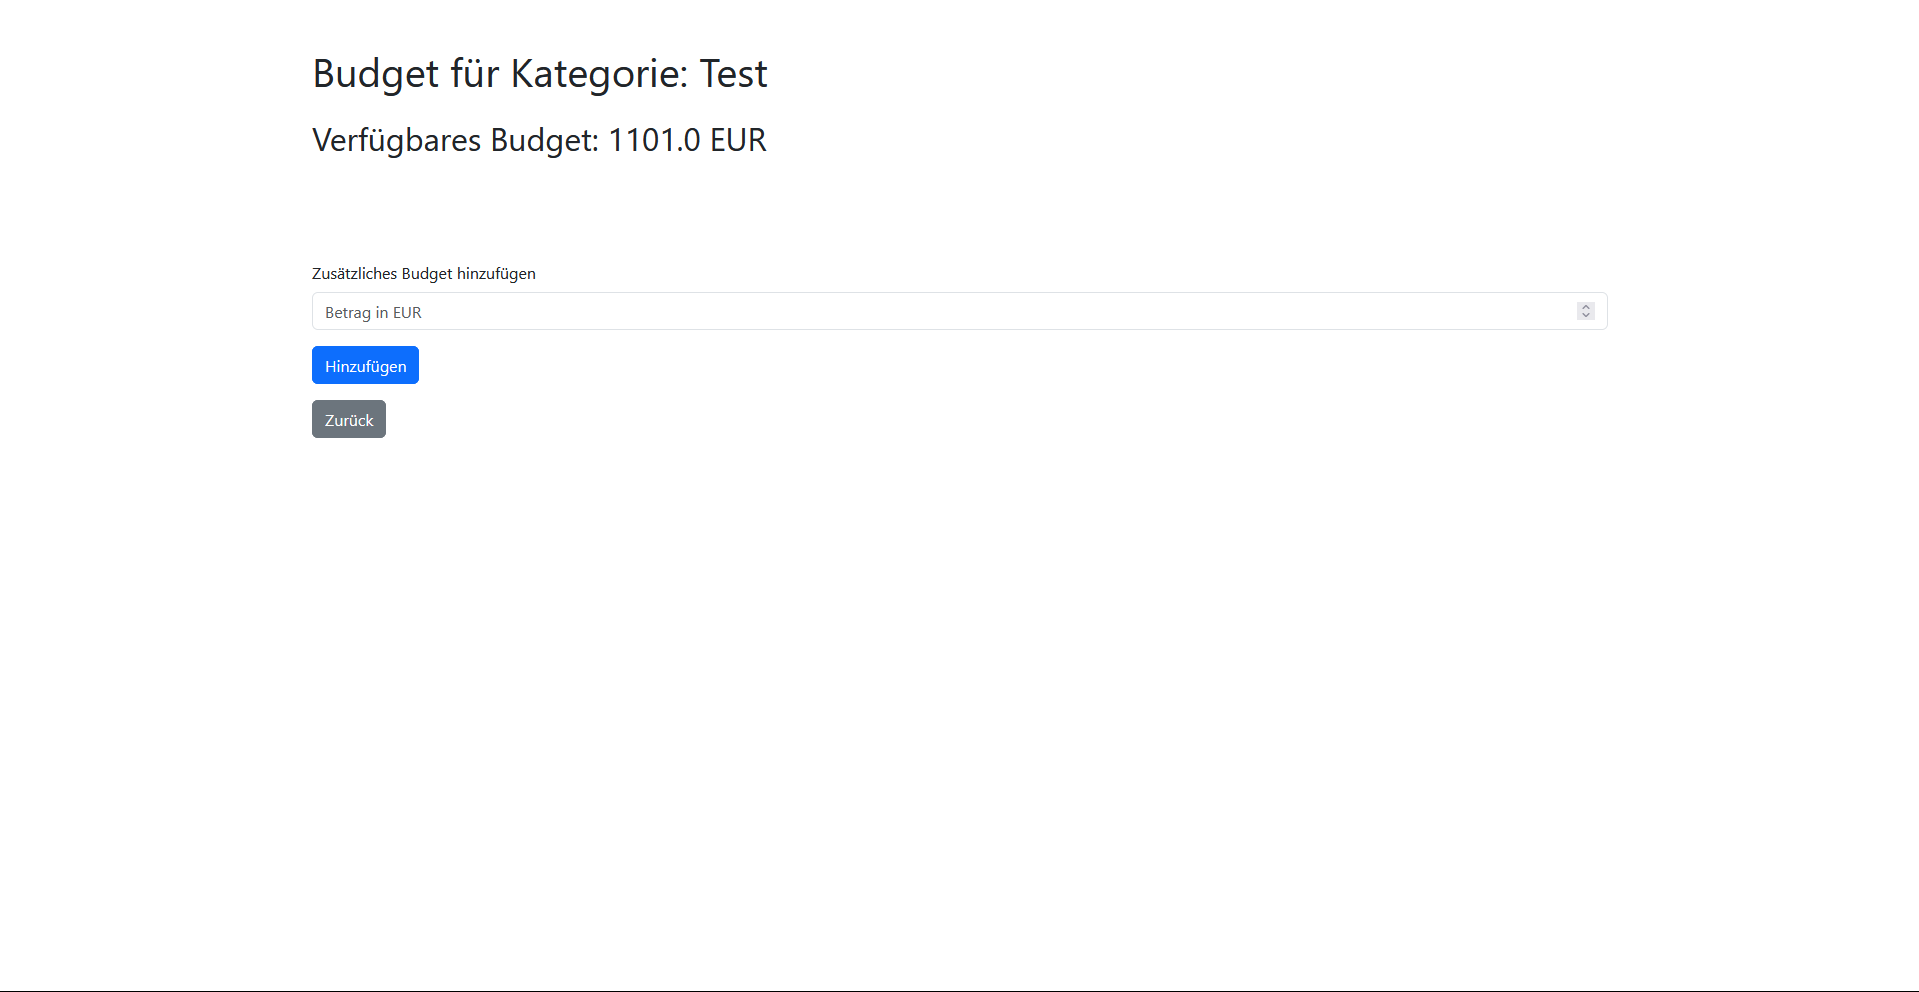 Budget für Kategorie: Test
Verfügbares Budget: 1101.0 EUR
Zusätzliches Budget hinzufügen
Betrag in EUR
Hinzufügen
Zurück